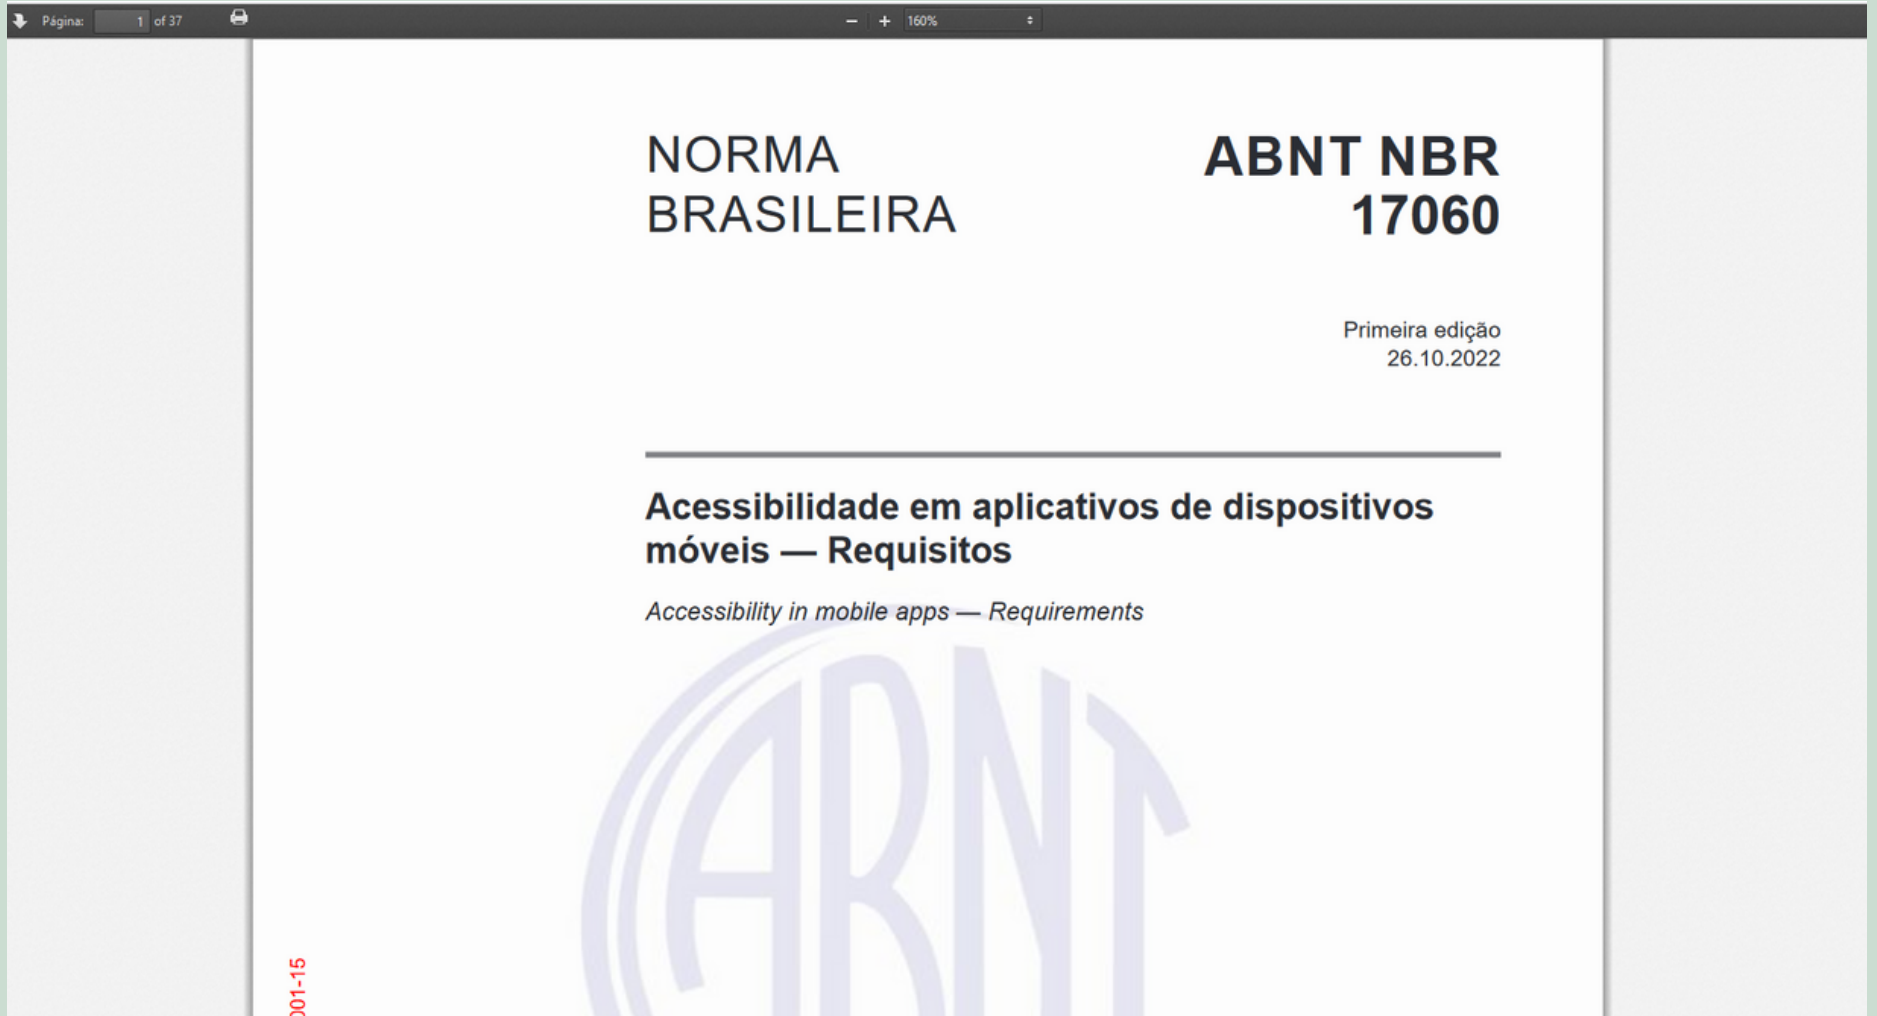 Página: 1 of 37 160%
NORMA
BRASILEIRA
ABNT NBR
17060
Primeira edição
26.10.2022
Acessibilidade em aplicativos de dispositivos
móveis — Requisitos
Accessibility in mobile apps — Requirements
ABNT
001-15